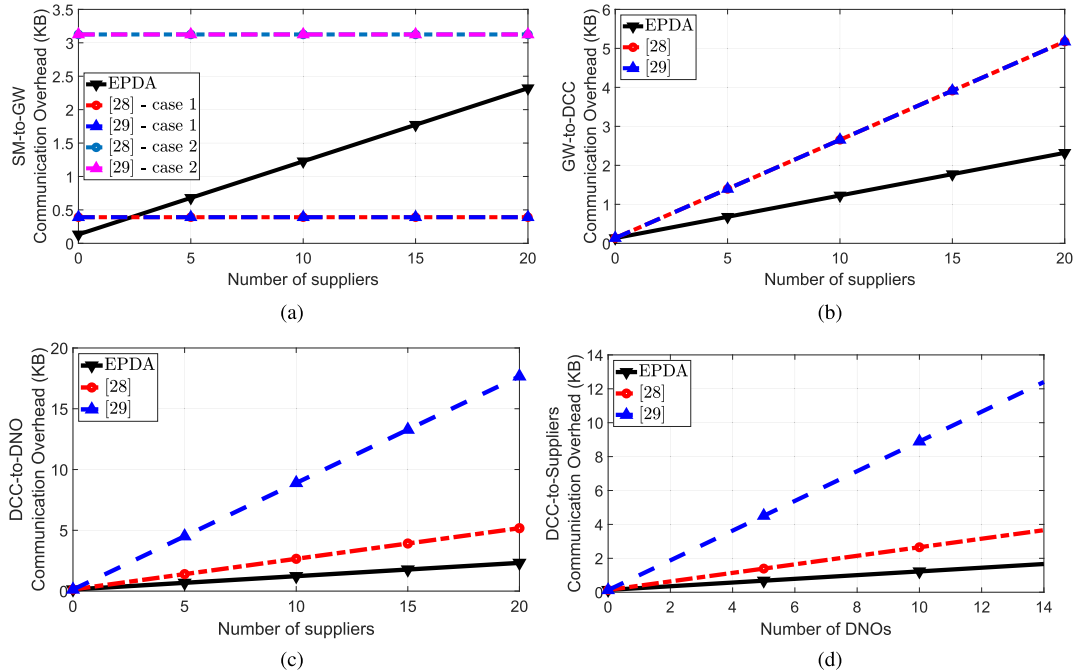 3.5
3
2.5
2
1.5
1
0.5
0
SM-to-GW
Communication Overhead (KB)
EPDA
[28] - case 1
[29] - case 1
[28] - case 2
[29] - case 2
0 5 10 15 20
Number of suppliers
(a)
6
5
4
3
2
1
0
GW-to-DCC
Communication Overhead (KB)
EPDA
[28]
[29]
0 5 10 15 20
Number of suppliers
(b)
20
15
10
5
0
DCC-to-DNO
Communication Overhead (KB)
EPDA
[28]
[29]
0 5 10 15 20
Number of suppliers
(c)
14
12
10
8
6
4
2
0
DCC-to-Suppliers
Communication Overhead (KB)
EPDA
[28]
[29]
0 2 4 6 8 10 12 14
Number of DNOs
(d)